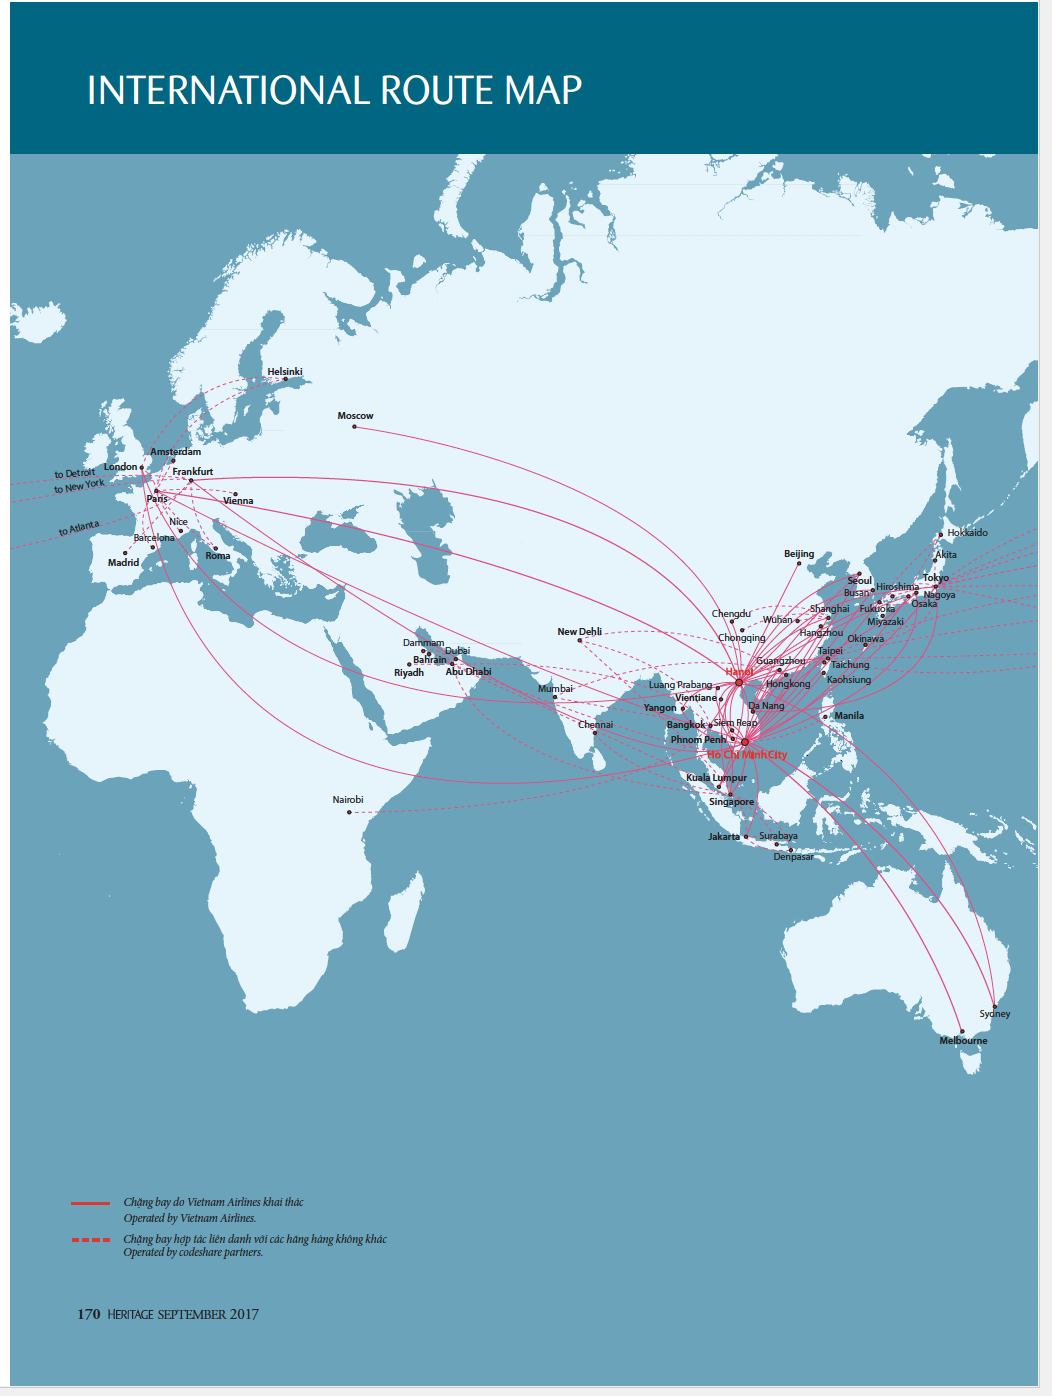 INTERNATIONAL ROUTE MAP
Helsinki
Moscow
Amsterdam
London
Frankfurt
to Detroit
to New York
Paris
Vienna
Nice
to Atlanta
Barcelona
Roma
Madrid
Hokkaido
Akita
Beijing
Seoul
Tokyo
Busan
Hiroshima
Nagoya
Osaka
Fukuoka
Miyazaki
Chengdu
Wuhan
Shanghai
Chongqing
Hangzhou
Okinawa
New Dehli
Dammam
Dubai
Bahrain
Riyadh
Abu Dhabi
Taipei
Guangzhou
Taichung
Hanoi
Hongkong
Kaohsiung
Luang Prabang
Mumbai
Vientiane
Yangon
Da Nang
Manila
Chennai
Bangkok
Siem Reap
Phnom Penh
Ho Chi Minh City
Kuala Lumpur
Singapore
Nairobi
Jakarta
Surabaya
Denpasar
Sydney
Melbourne
Chặng bay do Vietnam Airlines khai thác
Operated by Vietnam Airlines.
Chặng bay hợp tác liên danh với các hãng hàng không khác
Operated by codeshare partners.
170 HERITAGE SEPTEMBER 2017